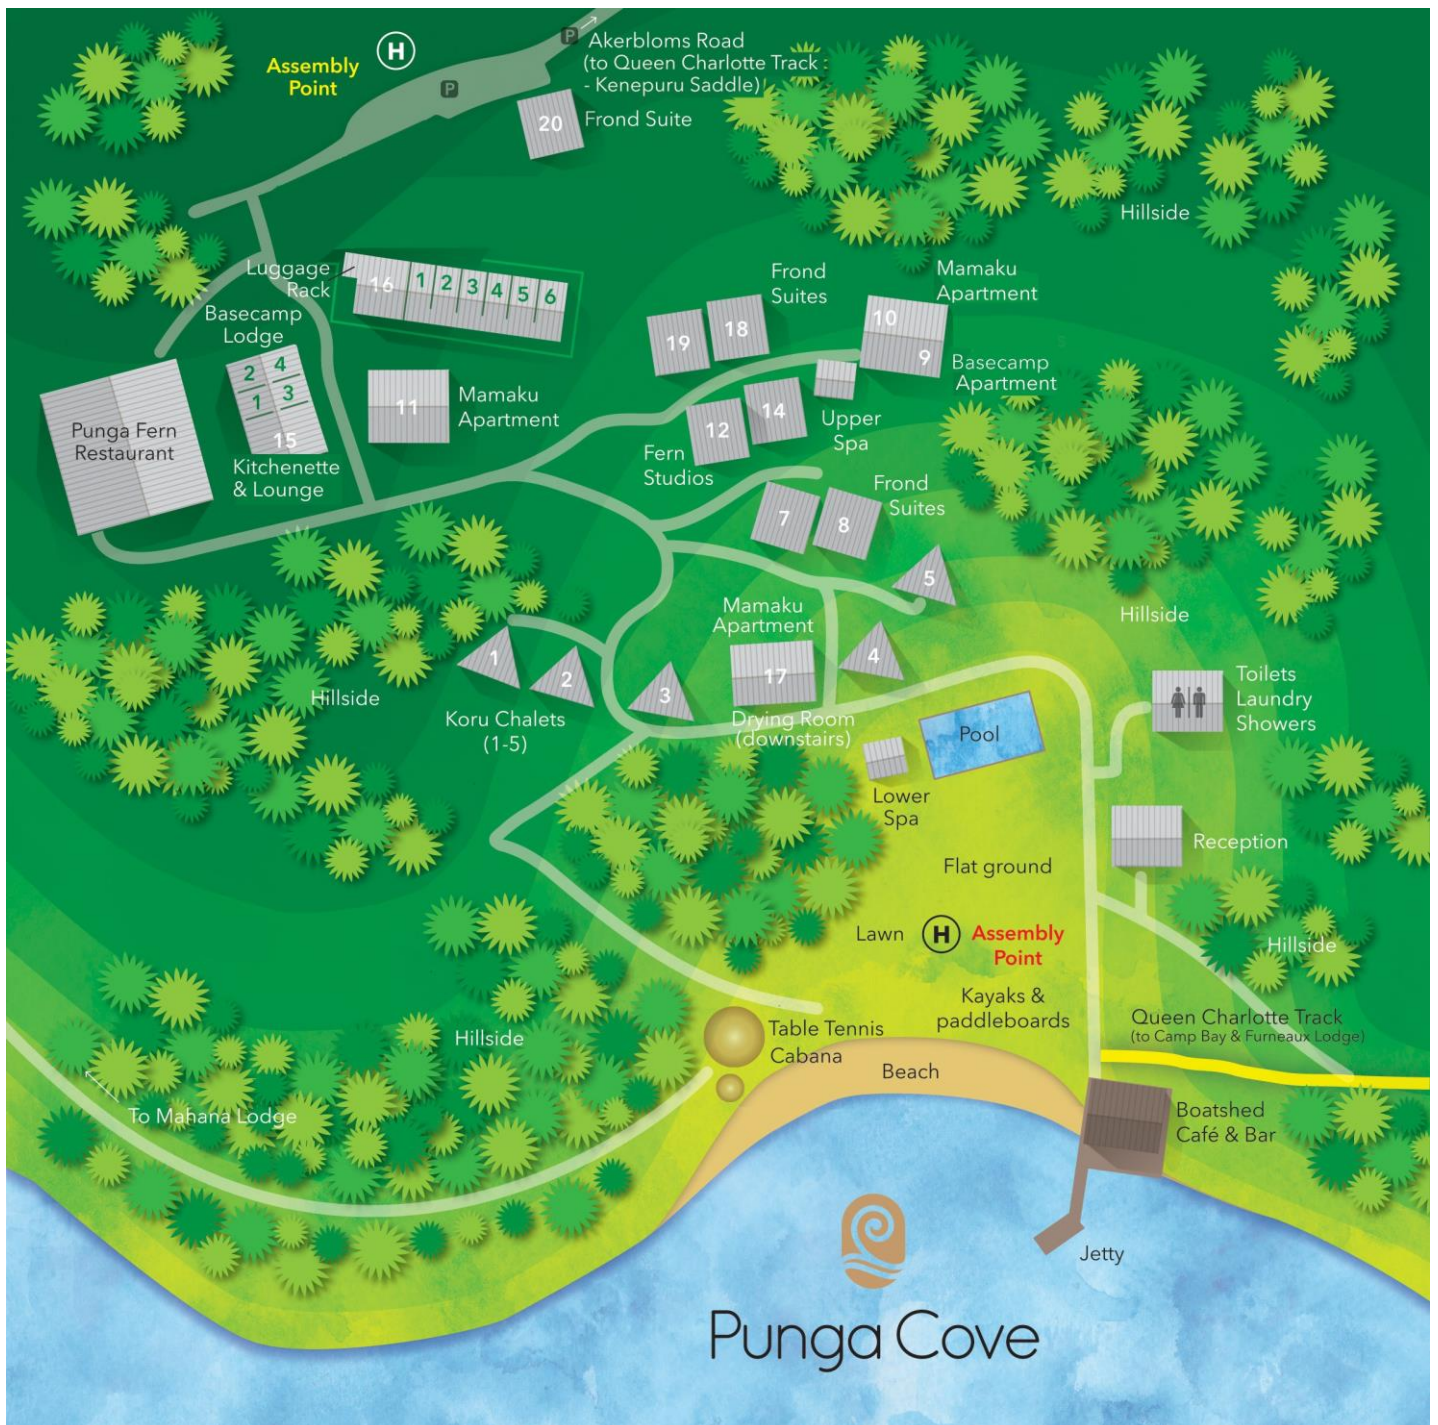 Assembly
Point
H
P
P
Akerbloms Road
(to Queen Charlotte Track
- Kenepuru Saddle)
20
Frond Suite
Hillside
Luggage
Rack
16
1
2
3
4
5
6
Basecamp
Lodge
2
4
1
3
15
Kitchenette
& Lounge
Punga Fern
Restaurant
11
Mamaku
Apartment
Frond
Suites
19
18
Mamaku
Apartment
10
9
Basecamp
Apartment
12
14
Fern
Studios
Upper
Spa
Frond
Suites
7
8
5
Hillside
Mamaku
Apartment
17
4
Drying Room
(downstairs)
1
2
3
Koru Chalets
(1-5)
Hillside
Toilets
Laundry
Showers
Pool
Lower
Spa
Reception
Flat ground
Lawn
H
Assembly
Point
Hillside
Kayaks &
paddleboards
Queen Charlotte Track
(to Camp Bay & Furneaux Lodge)
Table Tennis
Cabana
Hillside
Beach
To Mahana Lodge
Boatshed
Café & Bar
Jetty
Punga Cove